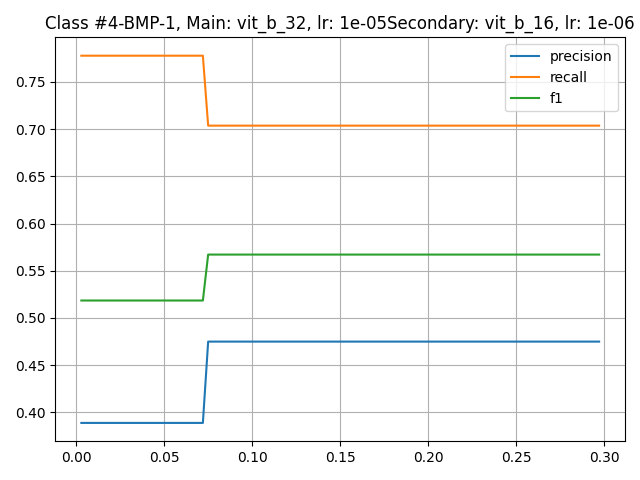 Class #4-BMP-1, Main: vit_b_32, lr: 1e-05Secondary: vit_b_16, lr: 1e-06
precision
recall
f1
0.75
0.70
0.65
0.60
0.55
0.50
0.45
0.40
0.00 0.05 0.10 0.15 0.20 0.25 0.30